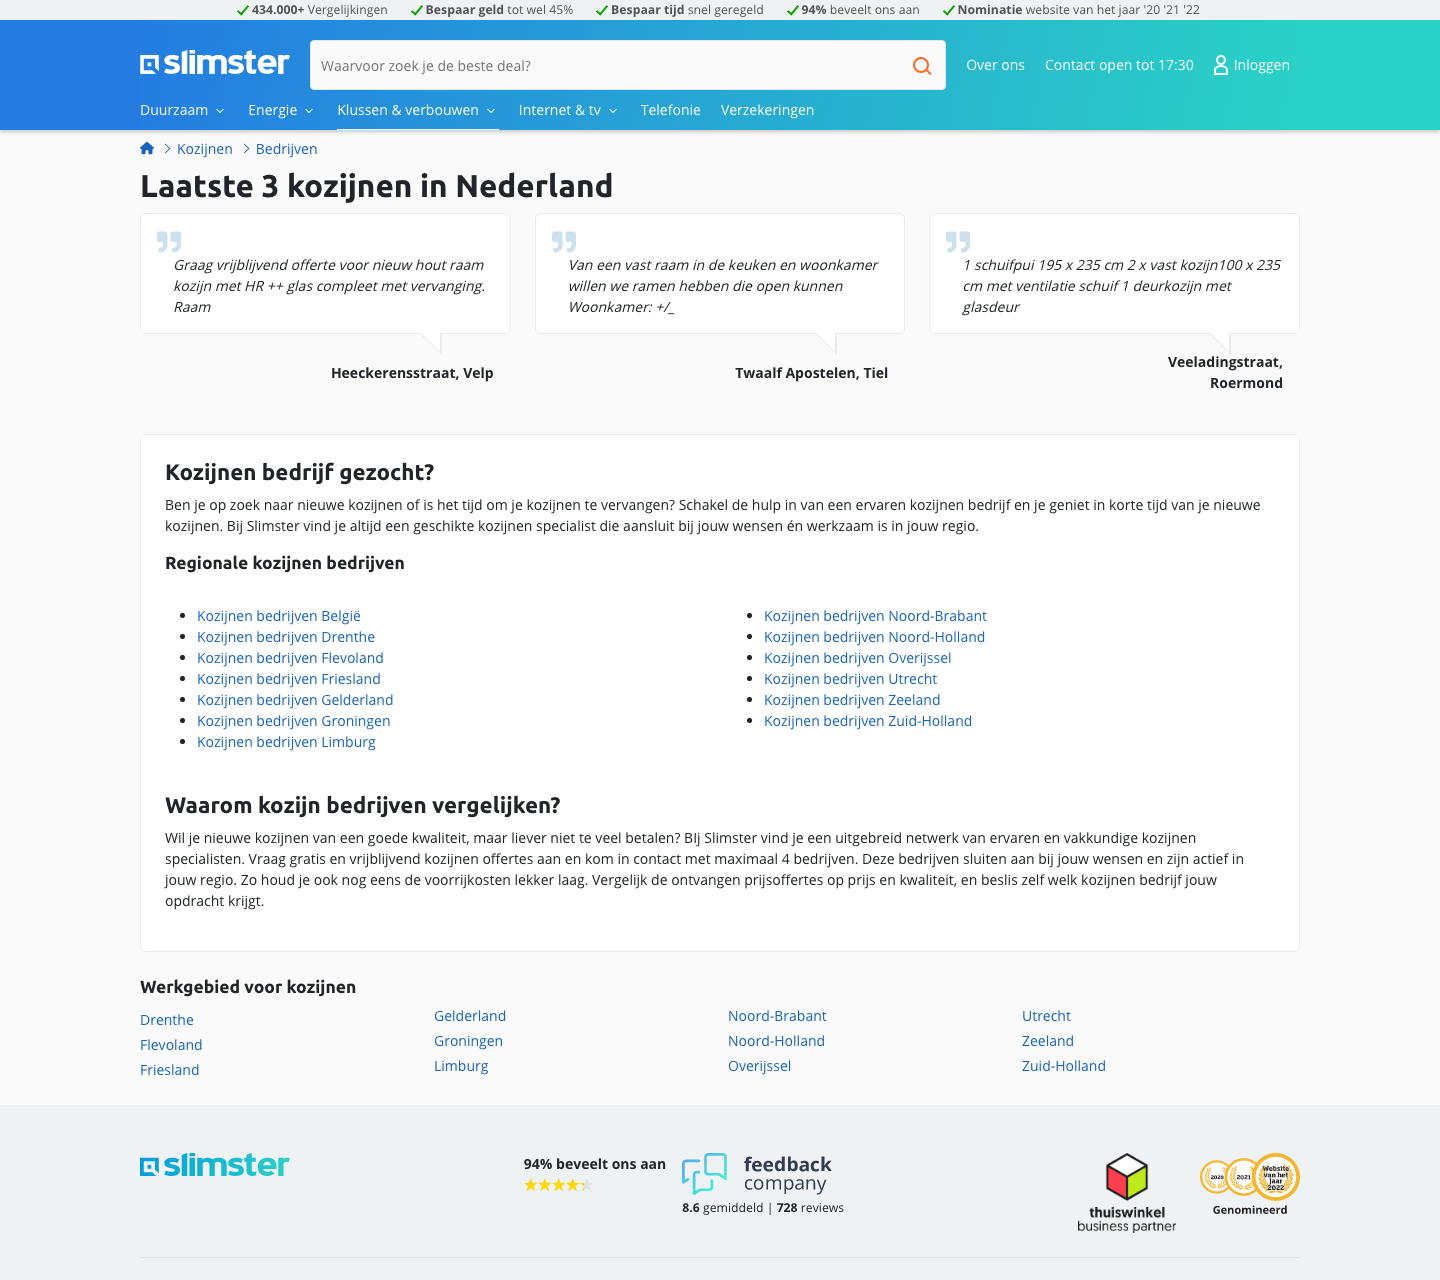 434.000+ Vergelijkingen
Bespaar geld tot wel 45%
Bespaar tijd snel geregeld
94% beveelt ons aan
Nominatie website van het jaar '20 '21 '22
slimster
Waarvoor zoek je de beste deal?
Over ons
Contact open tot 17:30
Inloggen
Duurzaam
Energie
Klussen & verbouwen
Internet & tv
Telefonie
Verzekeringen
Kozijnen
Bedrijven
Laatste 3 kozijnen in Nederland
Graag vrijblijvend offerte voor nieuw hout raam
kozijn met HR ++ glas compleet met vervanging.
Raam
Heeckerensstraat, Velp
Van een vast raam in de keuken en woonkamer
willen we ramen hebben die open kunnen
Woonkamer: +/_
Twaalf Apostelen, Tiel
1 schuifpui 195 x 235 cm 2 x vast kozijn100 x 235
cm met ventilatie schuif 1 deurkozijn met
glasdeur
Veeladingstraat,
Roermond
Kozijnen bedrijf gezocht?
Ben je op zoek naar nieuwe kozijnen of is het tijd om je kozijnen te vervangen? Schakel de hulp in van een ervaren kozijnen bedrijf en je geniet in korte tijd van je nieuwe
kozijnen. Bij Slimster vind je altijd een geschikte kozijnen specialist die aansluit bij jouw wensen én werkzaam is in jouw regio.
Regionale kozijnen bedrijven
Kozijnen bedrijven België
Kozijnen bedrijven Drenthe
Kozijnen bedrijven Flevoland
Kozijnen bedrijven Friesland
Kozijnen bedrijven Gelderland
Kozijnen bedrijven Groningen
Kozijnen bedrijven Limburg
Kozijnen bedrijven Noord-Brabant
Kozijnen bedrijven Noord-Holland
Kozijnen bedrijven Overijssel
Kozijnen bedrijven Utrecht
Kozijnen bedrijven Zeeland
Kozijnen bedrijven Zuid-Holland
Waarom kozijn bedrijven vergelijken?
Wil je nieuwe kozijnen van een goede kwaliteit, maar liever niet te veel betalen? BIj Slimster vind je een uitgebreid netwerk van ervaren en vakkundige kozijnen
specialisten. Vraag gratis en vrijblijvend kozijnen offertes aan en kom in contact met maximaal 4 bedrijven. Deze bedrijven sluiten aan bij jouw wensen en zijn actief in
jouw regio. Zo houd je ook nog eens de voorrijkosten lekker laag. Vergelijk de ontvangen prijsoffertes op prijs en kwaliteit, en beslis zelf welk kozijnen bedrijf jouw
opdracht krijgt.
Werkgebied voor kozijnen
Drenthe
Flevoland
Friesland
Gelderland
Groningen
Limburg
Noord-Brabant
Noord-Holland
Overijssel
Utrecht
Zeeland
Zuid-Holland
slimster
94% beveelt ons aan
feedback
company
8.6 gemiddeld | 728 reviews
thuiswinkel
business partner
2020
2021
Website
van het
Jaar
2022
Genomineerd